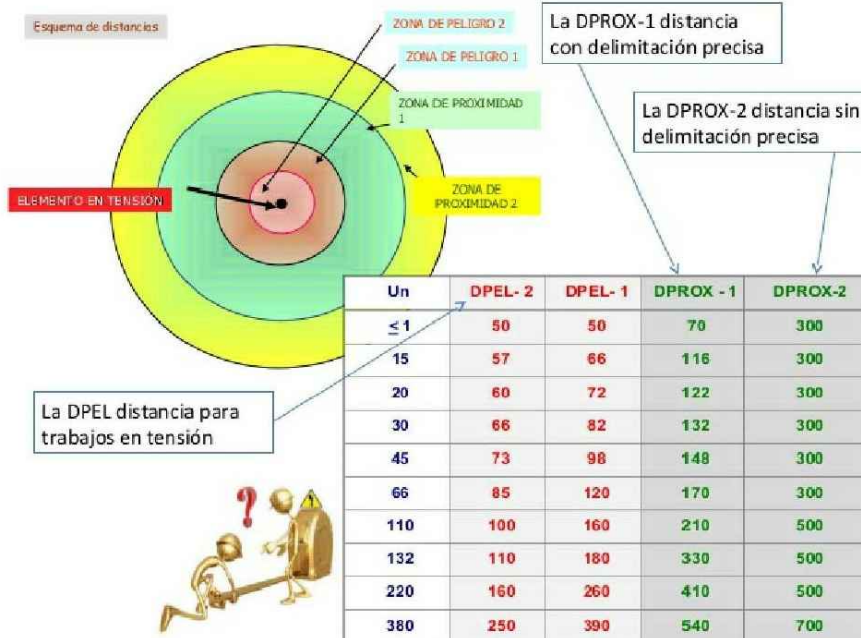 Esquema de distancias
ZONA DE PELIGRO 2
ZONA DE PELIGRO 1
ZONA DE PROXIMIDAD
1
ELEMENTO EN TENSIÓN
ZONA DE
PROXIMIDAD 2
La DPROX-1 distancia
con delimitación precisa
La DPROX-2 distancia sin
delimitación precisa
La DPEL distancia para
trabajos en tensión
Un DPEL- 2 DPEL- 1 DPROX - 1 DPROX-2
≤ 1 50 50 70 300
15 57 66 116 300
20 60 72 122 300
30 66 82 132 300
45 73 98 148 300
66 85 120 170 300
110 100 160 210 500
132 110 180 330 500
220 160 260 410 500
380 250 390 540 700
?